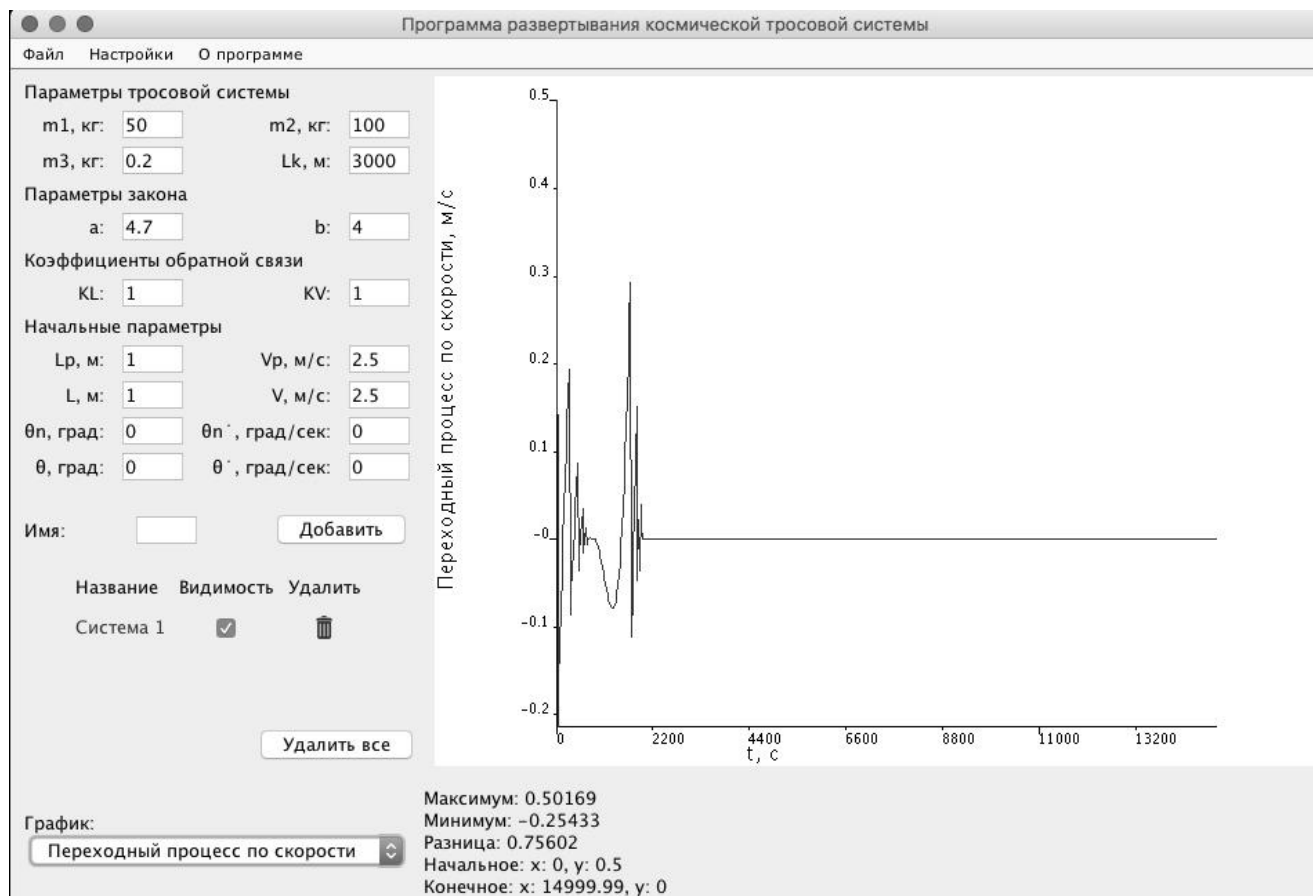 Программа развертывания космической тросовой системы
Файл Настройки О программе
Параметры тросовой системы
m1, кг: 50 m2, кг: 100
m3, кг: 0.2 Lk, м: 3000
Параметры закона
a: 4.7 b: 4
Коэффициенты обратной связи
KL: 1 KV: 1
Начальные параметры
Lp, м: 1 Vp, м/с: 2.5
L, м: 1 V, м/с: 2.5
θn, град: 0 θn˙, град/сек: 0
θ, град: 0 θ˙, град/сек: 0
Имя: Добавить
Название Видимость Удалить
Система 1
Удалить все
График:
Переходный процесс по скорости
Переходный процесс по скорости, м/с
0.5
0.4
0.3
0.2
0.1
-0
-0.1
-0.2
0 2200 4400 6600 8800 11000 13200
t, с
Максимум: 0.50169
Минимум: -0.25433
Разница: 0.75602
Начальное: x: 0, y: 0.5
Конечное: x: 14999.99, y: 0